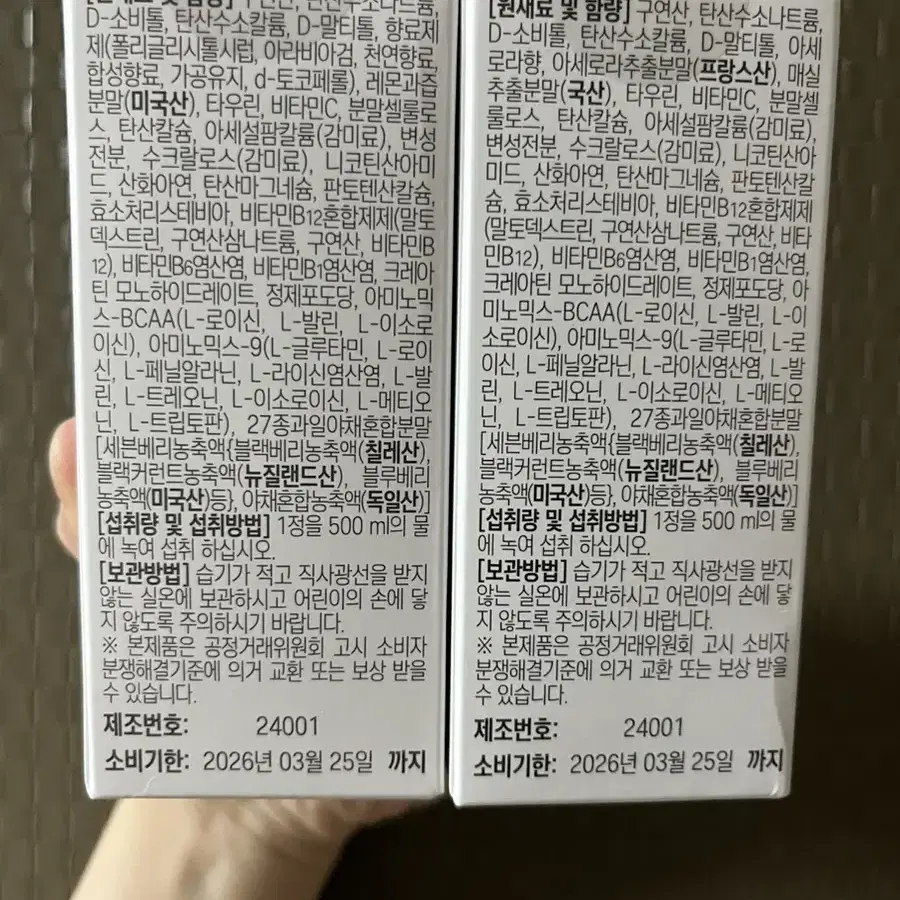 구연산, 탄산수소나트륨,
D-소비톨, 탄산수소칼륨, D-말티톨, 향료제
제(폴리글리시톨시럽, 아라비아검, 천연향료,
합성향료, 가공유지, d-토코페롤), 레몬과즙
분말(미국산), 타우린, 비타민C, 분말셀룰로
스, 탄산칼슘, 아세설팜칼륨(감미료), 변성
전분, 수크랄로스(감미료), 니코틴산아미
드, 산화아연, 탄산마그네슘, 판토텐산칼슘,
효소처리스테비아, 비타민B12혼합제제(말토
덱스트린, 구연산삼나트륨, 구연산, 비타민B
12), 비타민B6염산염, 비타민B1염산염, 크레아
틴 모노하이드레이트, 정제포도당, 아미노믹
스-BCAA(L-로이신, L-발린, L-이소로이
신), 아미노믹스-9(L-글루타민, L-로이
신, L-페닐알라닌, L-라이신염산염, L-발
린, L-트레오닌, L-이소로이신, L-메티오
닌, L-트립토판), 27종과일야채혼합분말
[세븐베리농축액{블랙베리농축액(칠레산),
블랙커런트농축액(뉴질랜드산), 블루베리
농축액(미국산)등}, 야채혼합농축액(독일산)]
[섭취량 및 섭취방법] 1정을 500 ml의 물
에 녹여 섭취 하십시오.
[보관방법] 습기가 적고 직사광선을 받지
않는 실온에 보관하시고 어린이의 손에 닿
지 않도록 주의하시기 바랍니다.
※ 본제품은 공정거래위원회 고시 소비자
분쟁해결기준에 의거 교환 또는 보상 받을
수 있습니다.
제조번호: 24001
소비기한: 2026년 03월 25일 까지
[원재료 및 함량] 구연산, 탄산수소나트륨,
D-소비톨, 탄산수소칼륨, D-말티톨, 아세
로라향, 아세로라추출분말(프랑스산), 매실
추출분말(국산), 타우린, 비타민C, 분말셀
룰로스, 탄산칼슘, 아세설팜칼륨(감미료),
변성전분, 수크랄로스(감미료), 니코틴산아
미드, 산화아연, 탄산마그네슘, 판토텐산칼
슘, 효소처리스테비아, 비타민B12혼합제제
(말토덱스트린, 구연산삼나트륨, 구연산, 비타
민B12), 비타민B6염산염, 비타민B1염산염,
크레아틴 모노하이드레이트, 정제포도당, 아
미노믹스-BCAA(L-로이신, L-발린, L-이
소로이신), 아미노믹스-9(L-글루타민, L-로
이신, L-페닐알라닌, L-라이신염산염, L-발
린, L-트레오닌, L-이소로이신, L-메티오
닌, L-트립토판), 27종과일야채혼합분말
[세븐베리농축액{블랙베리농축액(칠레산),
블랙커런트농축액(뉴질랜드산), 블루베리
농축액(미국산)등}, 야채혼합농축액(독일산)]
[섭취량 및 섭취방법] 1정을 500 ml의 물
에 녹여 섭취 하십시오.
[보관방법] 습기가 적고 직사광선을 받지
않는 실온에 보관하시고 어린이의 손에 닿
지 않도록 주의하시기 바랍니다.
※ 본제품은 공정거래위원회 고시 소비자
분쟁해결기준에 의거 교환 또는 보상 받을
수 있습니다.
제조번호: 24001
소비기한: 2026년 03월 25일 까지